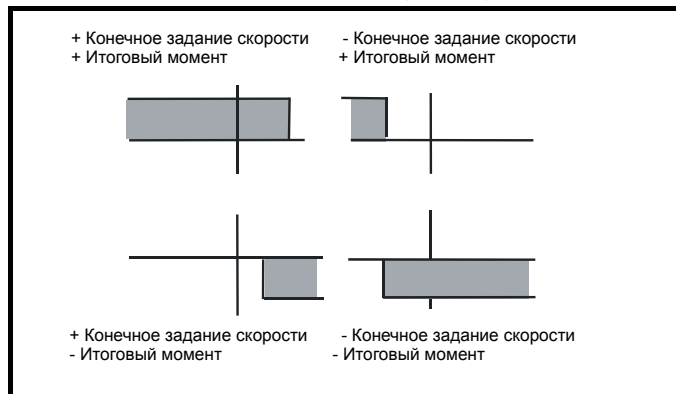 + Конечное задание скорости
+ Итоговый момент
- Конечное задание скорости
+ Итоговый момент
+ Конечное задание скорости
- Итоговый момент
- Конечное задание скорости
- Итоговый момент